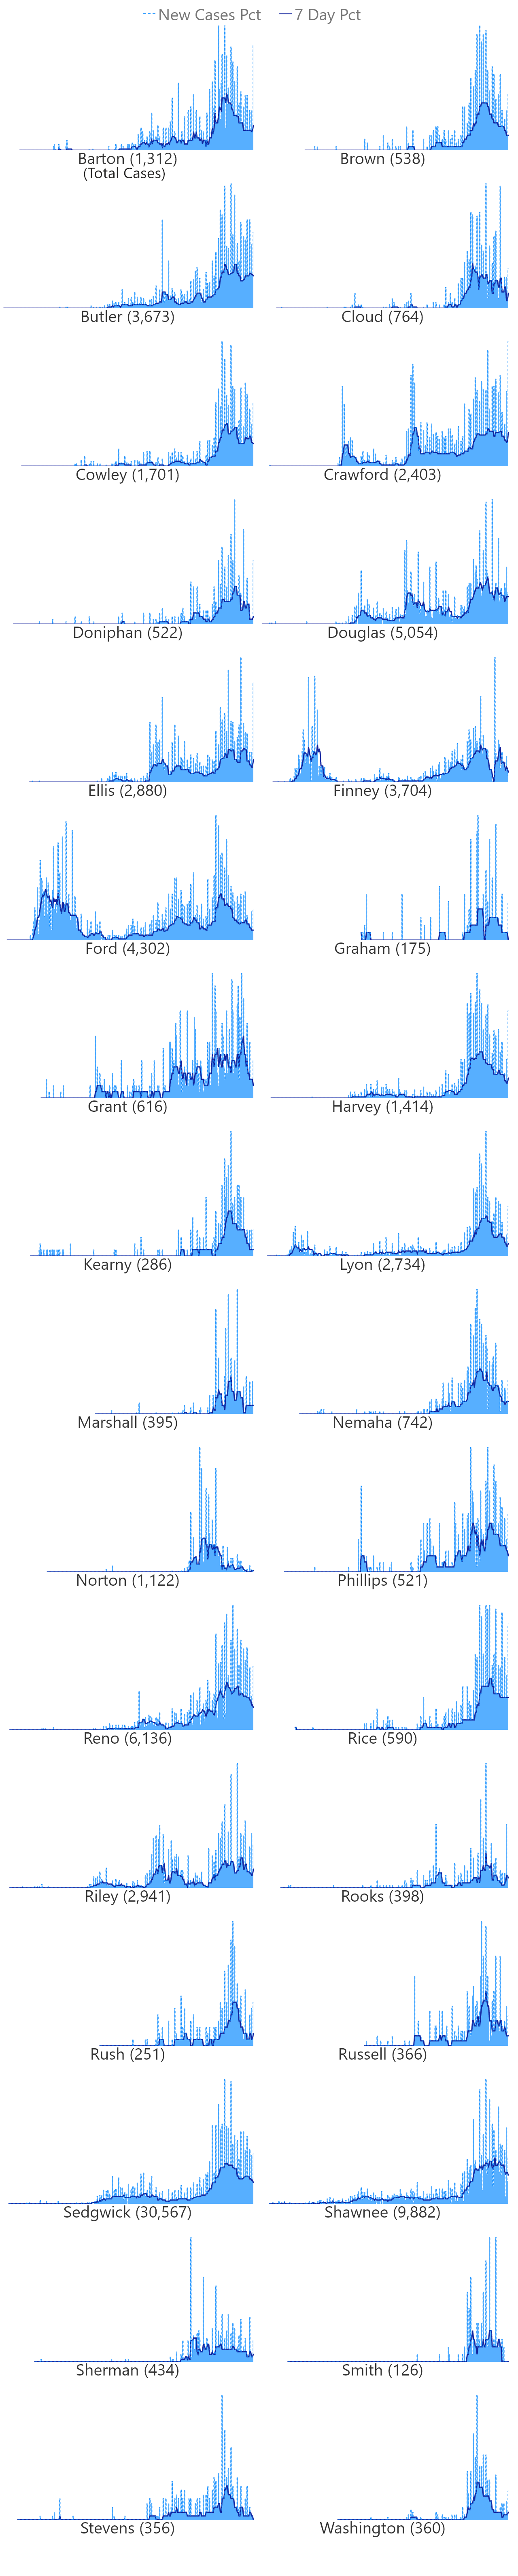 New Cases Pct 7 Day Pct
Barton (1,312) Brown (538)
(Total Cases)
Butler (3,673) Cloud (764)
Cowley (1,701) Crawford (2,403)
Doniphan (522) Douglas (5,054)
Ellis (2,880) Finney (3,704)
Ford (4,302) Graham (175)
Grant (616) Harvey (1,414)
Kearny (286) Lyon (2,734)
Marshall (395) Nemaha (742)
Norton (1,122) Phillips (521)
Reno (6,136) Rice (590)
Riley (2,941) Rooks (398)
Rush (251) Russell (366)
Sedgwick (30,567) Shawnee (9,882)
Sherman (434) Smith (126)
Stevens (356) Washington (360)